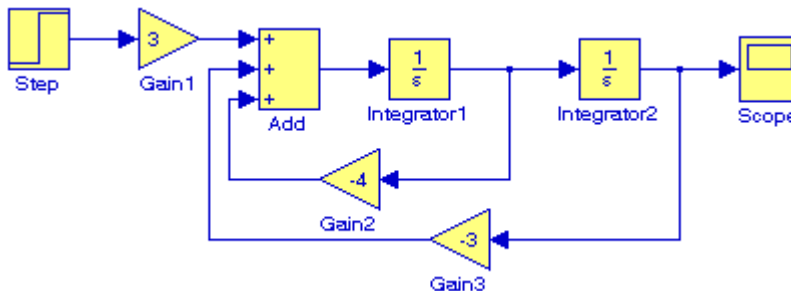 Step
3
Gain1
+
+
+
Add
1
s
Integrator1
1
s
Integrator2
Scope
-4
Gain2
-3
Gain3